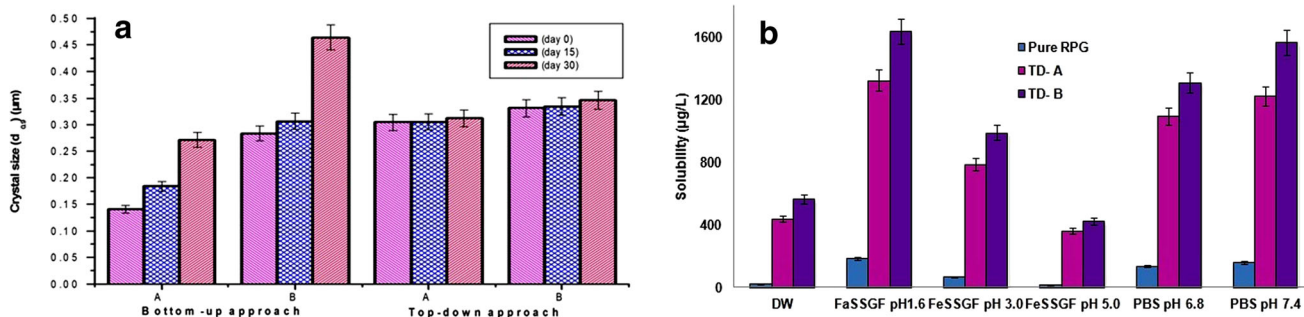 a
Crystal size (d 0.9) (µm)
0.50
0.45
0.40
0.35
0.30
0.25
0.20
0.15
0.10
0.05
0.00
(day 0)
(day 15)
(day 30)
A B A B
Bottom-up approach Top-down approach
b
Solubility (µg/L)
1600
1200
800
400
0
Pure RPG
TD- A
TD- B
DW FaSSGF pH1.6 FeSSGF pH 3.0 FeSSGF pH 5.0 PBS pH 6.8 PBS pH 7.4